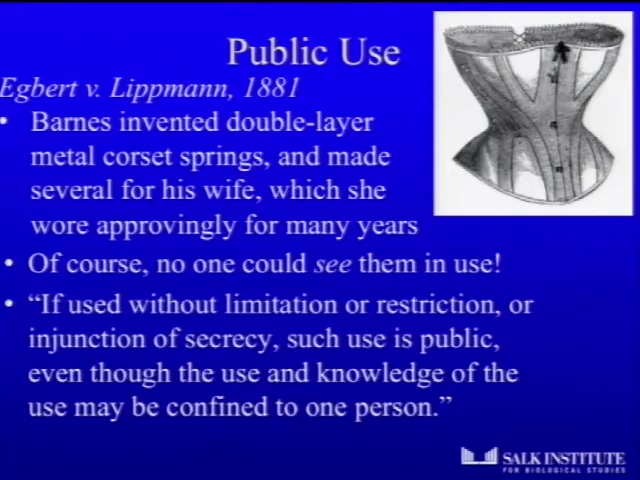 Public Use
Egbert v. Lippmann, 1881
• Barnes invented double-layer
metal corset springs, and made
several for his wife, which she
wore approvingly for many years
• Of course, no one could see them in use!
• “If used without limitation or restriction, or
injunction of secrecy, such use is public,
even though the use and knowledge of the
use may be confined to one person.”
SALK INSTITUTE
FOR BIOLOGICAL STUDIES